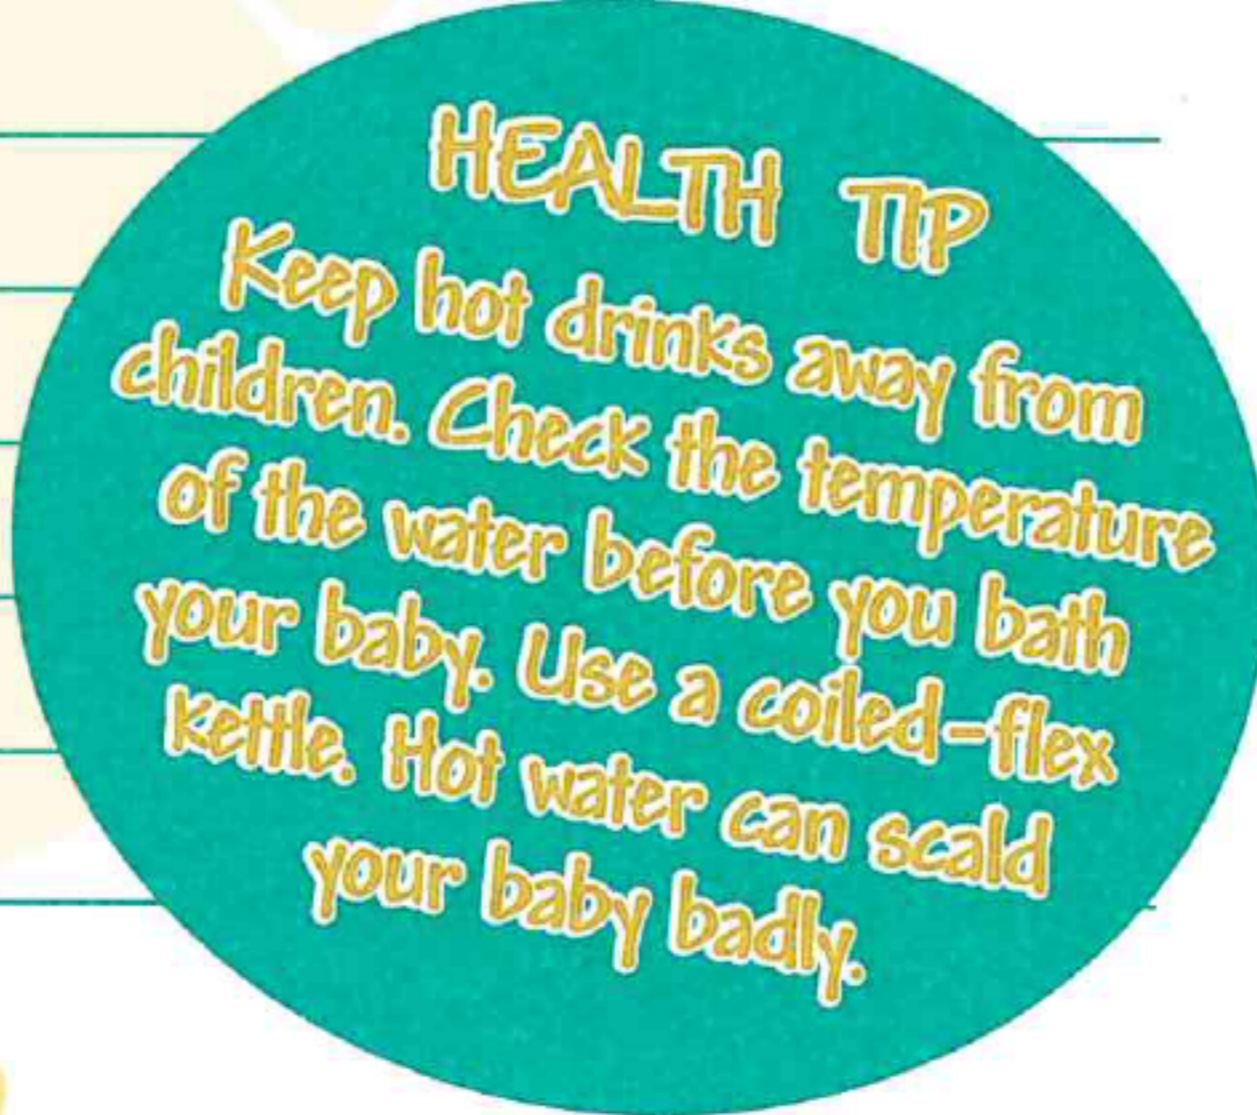 HEALTH TIP
Keep hot drinks away from
children. Check the temperature
of the water before you bath
your baby. Use a coiled-flex
kettle. Hot water can scald
your baby badly.